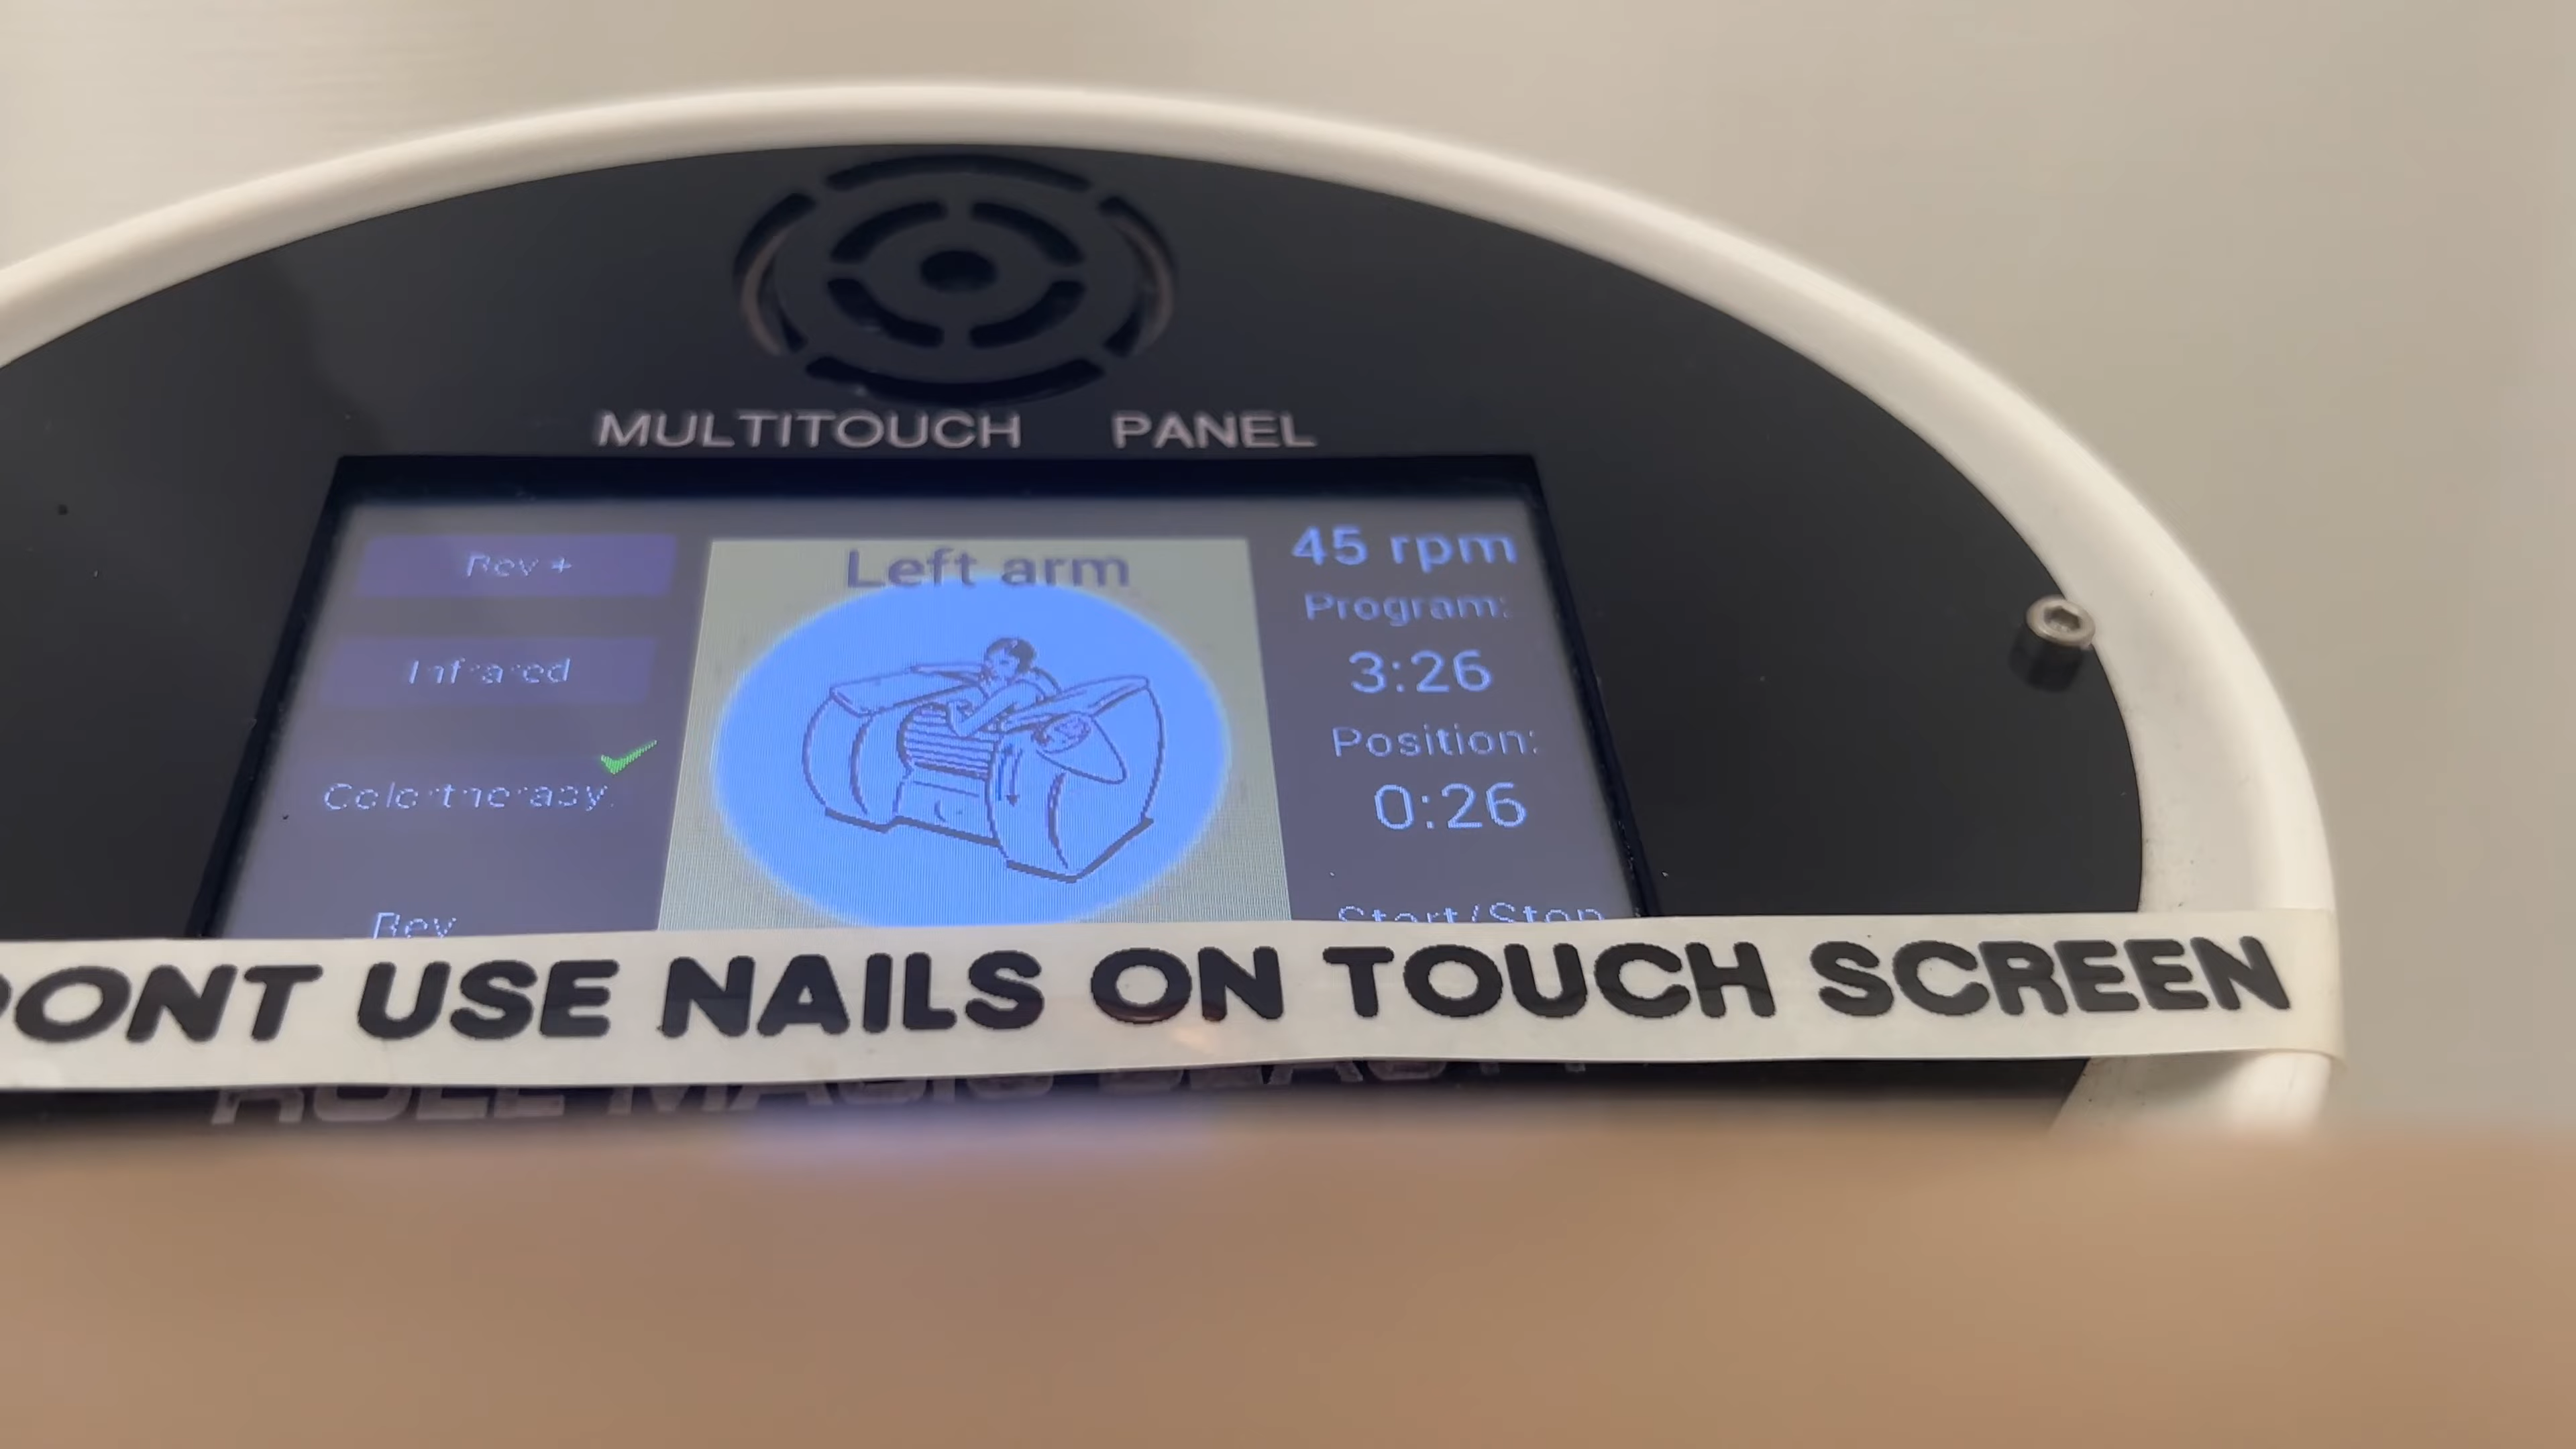 MULTITOUCH PANEL
Rev +
Infrared
Colortherapy
Rev
Left arm
45 rpm
Program:
3:26
Position:
0:26
Start/Stop
DONT USE NAILS ON TOUCH SCREEN